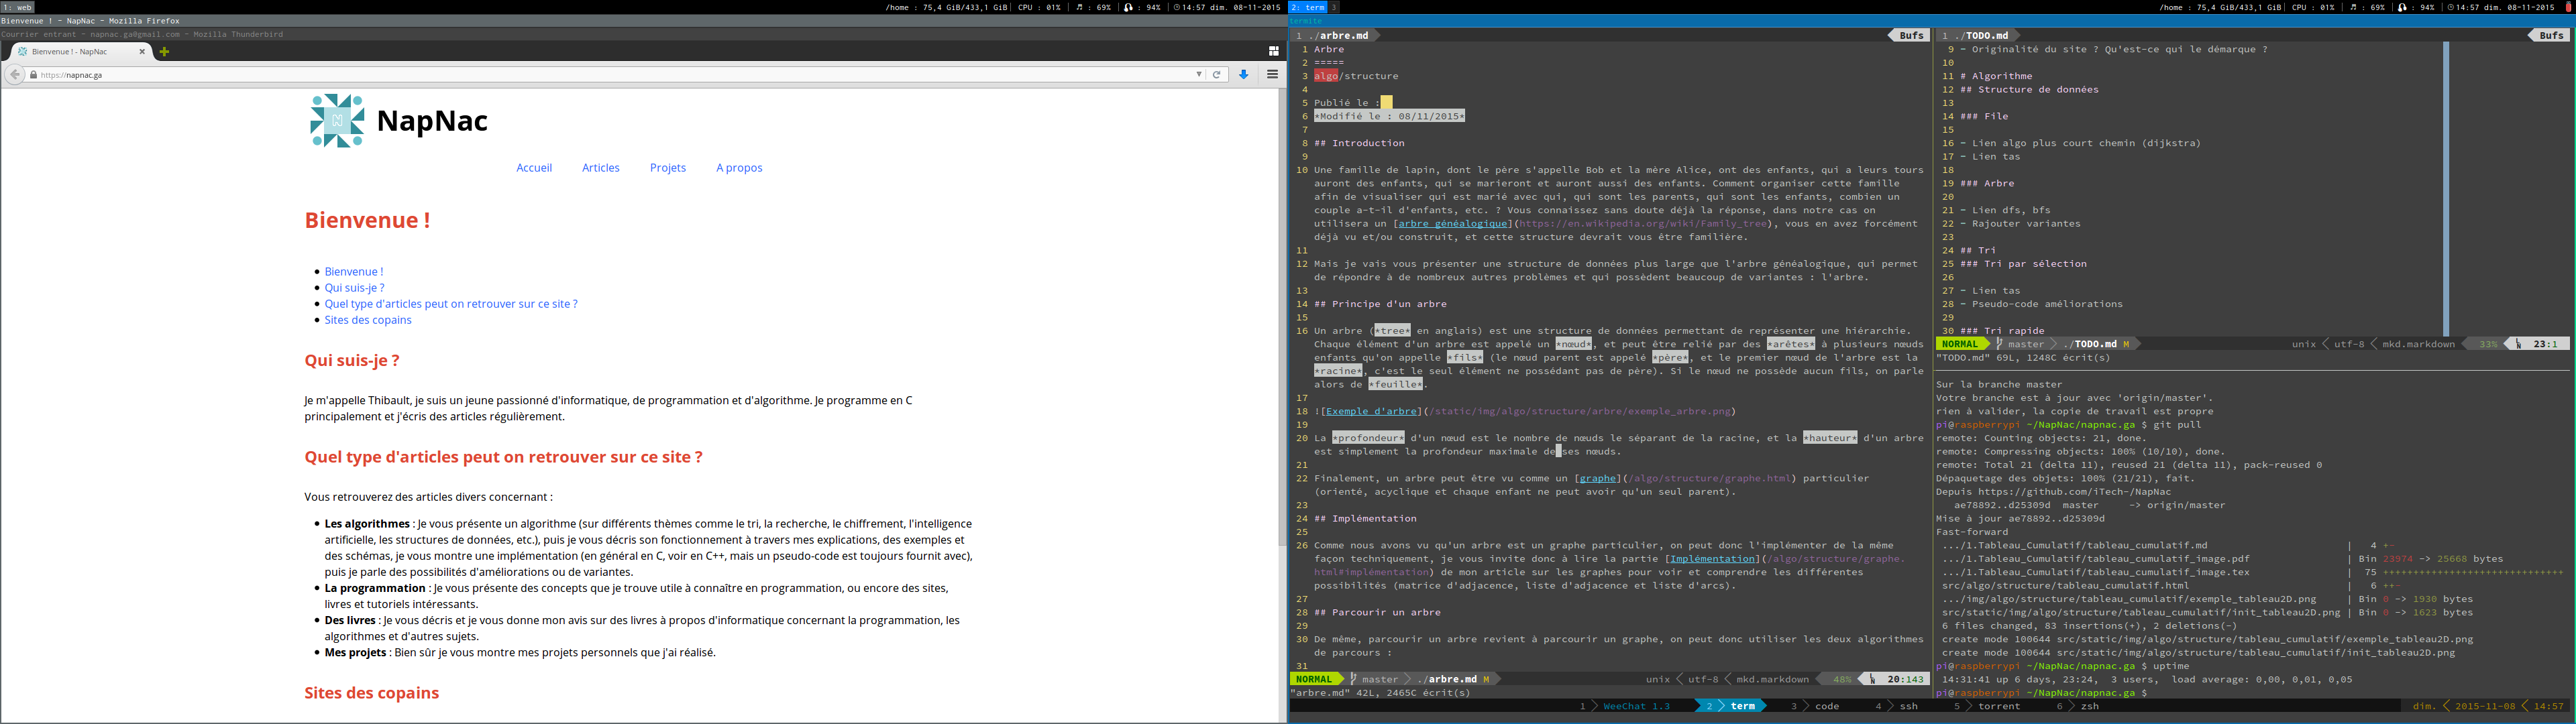 1: web
/home : 75,4 GiB/433,1 GiB | CPU : 01% | : 69% | : 94% | 14:57 dim. 08-11-2015
Bienvenue ! - NapNac - Mozilla Firefox
Courrier entrant - napnac.ga@gmail.com - Mozilla Thunderbird
Bienvenue ! - NapNac
https://napnac.ga
NapNac
Accueil Articles Projets A propos
Bienvenue !
Bienvenue !
Qui suis-je ?
Quel type d'articles peut on retrouver sur ce site ?
Sites des copains
Qui suis-je ?
Je m'appelle Thibault, je suis un jeune passionné d'informatique, de programmation et d'algorithme. Je programme en C
principalement et j'écris des articles régulièrement.
Quel type d'articles peut on retrouver sur ce site ?
Vous retrouverez des articles divers concernant :
Les algorithmes : Je vous présente un algorithme (sur différents thèmes comme le tri, la recherche, le chiffrement, l'intelligence
artificielle, les structures de données, etc.), puis je vous décris son fonctionnement à travers mes explications, des exemples et
des schémas, je vous montre une implémentation (en général en C, voir en C++, mais un pseudo-code est toujours fournit avec),
puis je parle des possibilités d'améliorations ou de variantes.
La programmation : Je vous présente des concepts que je trouve utile à connaître en programmation, ou encore des sites,
livres et tutoriels intéressants.
Des livres : Je vous décris et je vous donne mon avis sur des livres à propos d'informatique concernant la programmation, les
algorithmes et d'autres sujets.
Mes projets : Bien sûr je vous montre mes projets personnels que j'ai réalisé.
Sites des copains
2: term 3
/home : 75,4 GiB/433,1 GiB | CPU : 01% | : 69% | : 94% | 14:57 dim. 08-11-2015
termite
1 ./arbre.md Bufs
1 Arbre
2 =====
3 algo/structure
4
5 Publié le :
6 *Modifié le : 08/11/2015*
7
8 ## Introduction
9
10 Une famille de lapin, dont le père s'appelle Bob et la mère Alice, ont des enfants, qui a leurs tours
auront des enfants, qui se marieront et auront aussi des enfants. Comment organiser cette famille
afin de visualiser qui est marié avec qui, qui sont les parents, qui sont les enfants, combien un
couple a-t-il d'enfants, etc. ? Vous connaissez sans doute déjà la réponse, dans notre cas on
utilisera un [arbre généalogique](https://en.wikipedia.org/wiki/Family_tree), vous en avez forcément
déjà vu et/ou construit, et cette structure devrait vous être familière.
11
12 Mais je vais vous présenter une structure de données plus large que l'arbre généalogique, qui permet
de répondre à de nombreux autres problèmes et qui possèdent beaucoup de variantes : l'arbre.
13
14 ## Principe d'un arbre
15
16 Un arbre (*tree* en anglais) est une structure de données permettant de représenter une hiérarchie.
Chaque élément d'un arbre est appelé un *nœud*, et peut être relié par des *arêtes* à plusieurs nœuds
enfants qu'on appelle *fils* (le nœud parent est appelé *père*, et le premier nœud de l'arbre est la
*racine*, c'est le seul élément ne possédant pas de père). Si le nœud ne possède aucun fils, on parle
alors de *feuille*.
17
18 ![Exemple d'arbre](/static/img/algo/structure/arbre/exemple_arbre.png)
19
20 La *profondeur* d'un nœud est le nombre de nœuds le séparant de la racine, et la *hauteur* d'un arbre
est simplement la profondeur maximale de ses nœuds.
21
22 Finalement, un arbre peut être vu comme un [graphe](/algo/structure/graphe.html) particulier
(orienté, acyclique et chaque enfant ne peut avoir qu'un seul parent).
23
24 ## Implémentation
25
26 Comme nous avons vu qu'un arbre est un graphe particulier, on peut donc l'implémenter de la même
façon techniquement, je vous invite donc à lire la partie [Implémentation](/algo/structure/graphe.
html#implémentation) de mon article sur les graphes pour voir et comprendre les différentes
possibilités (matrice d'adjacence, liste d'adjacence et liste d'arcs).
27
28 ## Parcourir un arbre
29
30 De même, parcourir un arbre revient à parcourir un graphe, on peut donc utiliser les deux algorithmes
de parcours :
31
NORMAL master ./arbre.md M unix utf-8 mkd.markdown 48% 20:143
"arbre.md" 42L, 2465C écrit(s)
1 ./TODO.md Bufs
9 - Originalité du site ? Qu'est-ce qui le démarque ?
10
11 # Algorithme
12 ## Structure de données
13
14 ### File
15
16 - Lien algo plus court chemin (dijkstra)
17 - Lien tas
18
19 ### Arbre
20
21 - Lien dfs, bfs
22 - Rajouter variantes
23
24 ## Tri
25 ### Tri par sélection
26
27 - Lien tas
28 - Pseudo-code améliorations
29
30 ### Tri rapide
NORMAL master ./TODO.md M unix utf-8 mkd.markdown 33% 23:1
"TODO.md" 69L, 1248C écrit(s)
Sur la branche master
Votre branche est à jour avec 'origin/master'.
rien à valider, la copie de travail est propre
pi@raspberrypi ~/NapNac/napnac.ga $ git pull
remote: Counting objects: 21, done.
remote: Compressing objects: 100% (10/10), done.
remote: Total 21 (delta 11), reused 21 (delta 11), pack-reused 0
Dépaquetage des objets: 100% (21/21), fait.
Depuis https://github.com/iTech-/NapNac
ae78892..d25309d master -> origin/master
Mise à jour ae78892..d25309d
Fast-forward
.../1.Tableau_Cumulatif/tableau_cumulatif.md | 4 +-
.../1.Tableau_Cumulatif/tableau_cumulatif_image.pdf | Bin 23974 -> 25668 bytes
.../1.Tableau_Cumulatif/tableau_cumulatif_image.tex | 75 ++++++++++++++++++++++++++++++
src/algo/structure/tableau_cumulatif.html | 6 ++-
.../img/algo/structure/tableau_cumulatif/exemple_tableau2D.png | Bin 0 -> 1930 bytes
src/static/img/algo/structure/tableau_cumulatif/init_tableau2D.png | Bin 0 -> 1623 bytes
6 files changed, 83 insertions(+), 2 deletions(-)
create mode 100644 src/static/img/algo/structure/tableau_cumulatif/exemple_tableau2D.png
create mode 100644 src/static/img/algo/structure/tableau_cumulatif/init_tableau2D.png
pi@raspberrypi ~/NapNac/napnac.ga $ uptime
14:31:41 up 6 days, 23:24, 3 users, load average: 0,00, 0,01, 0,05
pi@raspberrypi ~/NapNac/napnac.ga $
1 WeeChat 1.3 2 term 3 code 4 ssh 5 torrent 6 zsh dim. 2015-11-08 14:57